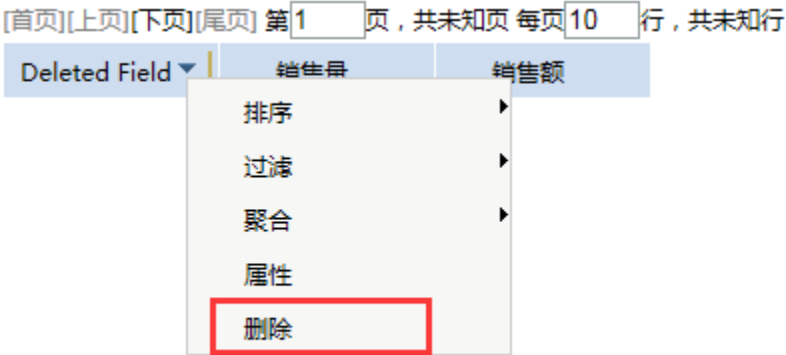 [首页][上页][下页][尾页] 第1 页，共未知页 每页10 行，共未知行
Deleted Field 销售量 销售额
排序
过滤
聚合
属性
删除